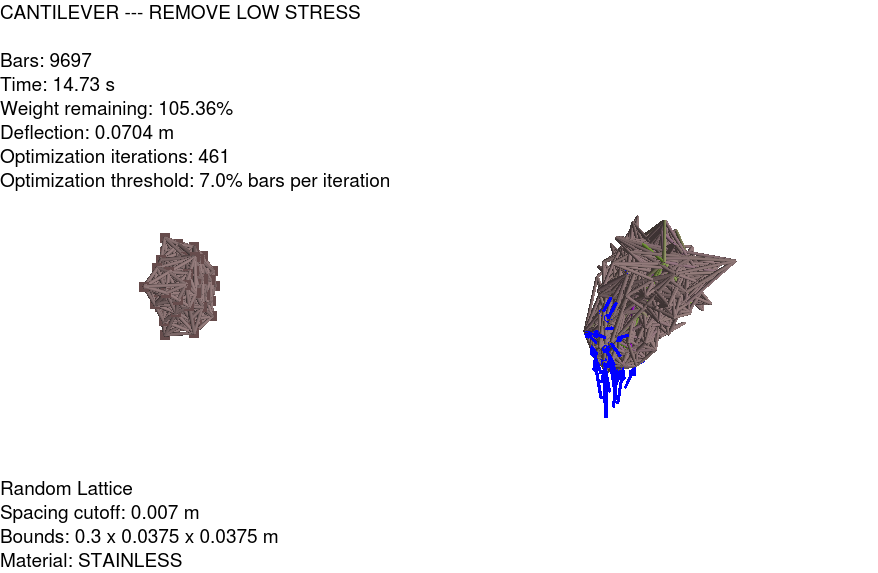 CANTILEVER --- REMOVE LOW STRESS
Bars: 9697
Time: 14.73 s
Weight remaining: 105.36%
Deflection: 0.0704 m
Optimization iterations: 461
Optimization threshold: 7.0% bars per iteration
Random Lattice
Spacing cutoff: 0.007 m
Bounds: 0.3 x 0.0375 x 0.0375 m
Material: STAINLESS